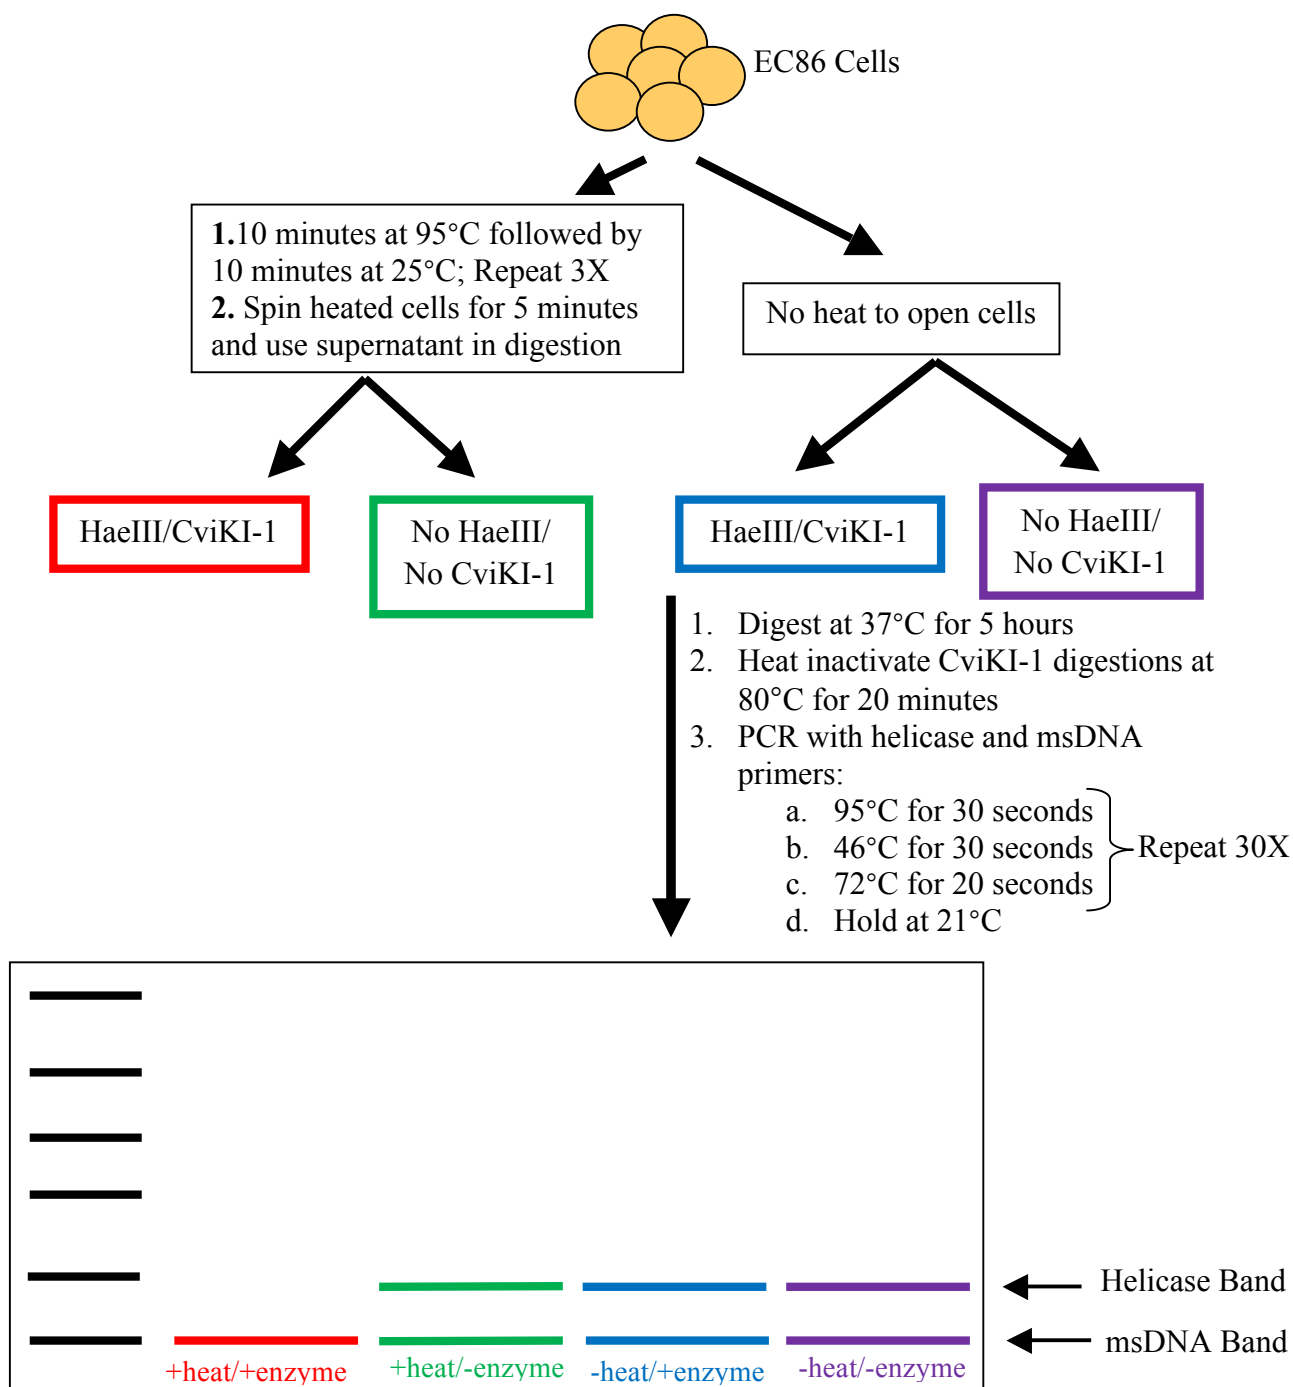 EC86 Cells
1.10 minutes at 95°C followed by
10 minutes at 25°C; Repeat 3X
2. Spin heated cells for 5 minutes
and use supernatant in digestion
No heat to open cells
HaeIII/CviKI-1
No HaeIII/
No CviKI-1
HaeIII/CviKI-1
No HaeIII/
No CviKI-1
1. Digest at 37°C for 5 hours
2. Heat inactivate CviKI-1 digestions at
80°C for 20 minutes
3. PCR with helicase and msDNA
primers:
a. 95°C for 30 seconds
b. 46°C for 30 seconds
c. 72°C for 20 seconds
d. Hold at 21°C
Repeat 30X
Helicase Band
msDNA Band
+heat/+enzyme
+heat/-enzyme
-heat/+enzyme
-heat/-enzyme